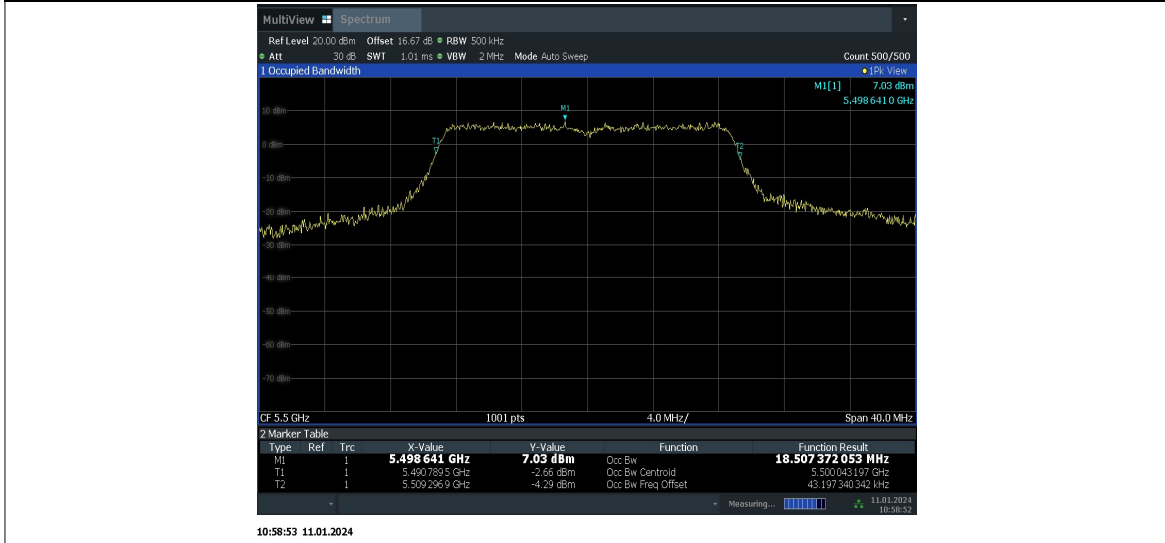 MultiView Spectrum
Ref Level 20.00 dBm Offset 16.67 dB RBW 500 kHz
Att 30 dB SWT 1.01 ms VBW 2 MHz Mode Auto Sweep Count 500/500
1 Occupied Bandwidth 1Pk View
M1[1] 7.03 dBm
5.498 641 0 GHz
10 dBm
M1
0 dBm
T1
T2
-10 dBm
-20 dBm
-30 dBm
-40 dBm
-50 dBm
-60 dBm
-70 dBm
CF 5.5 GHz 1001 pts 4.0 MHz/ Span 40.0 MHz
2 Marker Table
Type Ref Trc X-Value Y-Value Function Function Result
M1 1 5.498 641 GHz 7.03 dBm Occ Bw 18.507 372 053 MHz
T1 1 5.490 789 5 GHz -2.66 dBm Occ Bw Centroid 5.500 043 197 GHz
T2 1 5.509 296 9 GHz -4.29 dBm Occ Bw Freq Offset 43.197 340 342 kHz
Measuring... 11.01.2024
10:58:52
10:58:53 11.01.2024